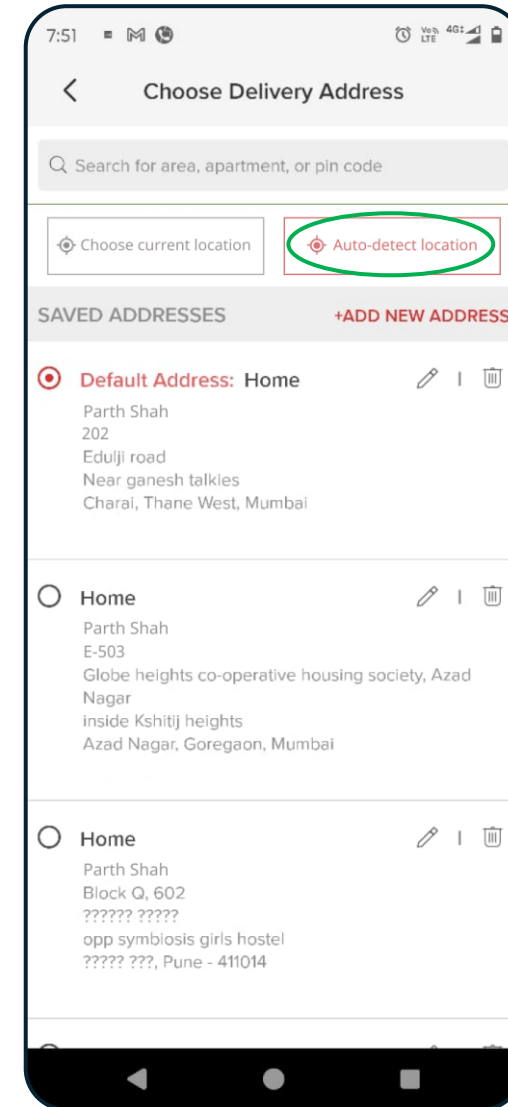 7:51
Vo)) LTE 4G
Choose Delivery Address
Search for area, apartment, or pin code
Choose current location
Auto-detect location
SAVED ADDRESSES +ADD NEW ADDRESS
Default Address: Home
Parth Shah
202
Edulji road
Near ganesh talkies
Charai, Thane West, Mumbai
Home
Parth Shah
E-503
Globe heights co-operative housing society, Azad
Nagar
inside Kshitij heights
Azad Nagar, Goregaon, Mumbai
Home
Parth Shah
Block Q, 602
?????? ?????
opp symbiosis girls hostel
????? ???, Pune - 411014